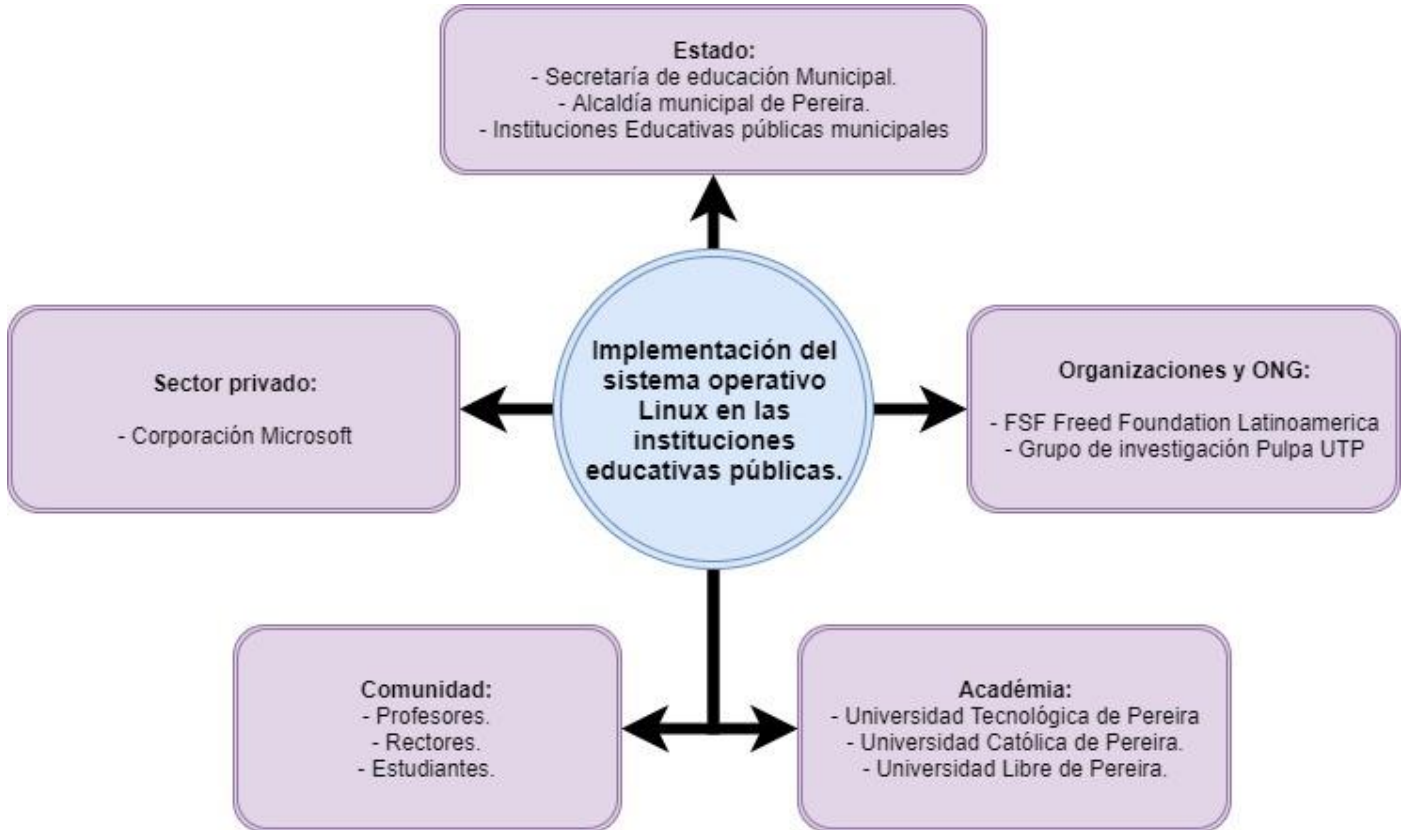 Estado:
- Secretaría de educación Municipal.
- Alcaldía municipal de Pereira.
- Instituciones Educativas públicas municipales
Sector privado:
- Corporación Microsoft
Implementación del
sistema operativo
Linux en las
instituciones
educativas públicas.
Organizaciones y ONG:
- FSF Freed Foundation Latinoamerica
- Grupo de investigación Pulpa UTP
Comunidad:
- Profesores.
- Rectores.
- Estudiantes.
Académia:
- Universidad Tecnológica de Pereira
- Universidad Católica de Pereira.
- Universidad Libre de Pereira.